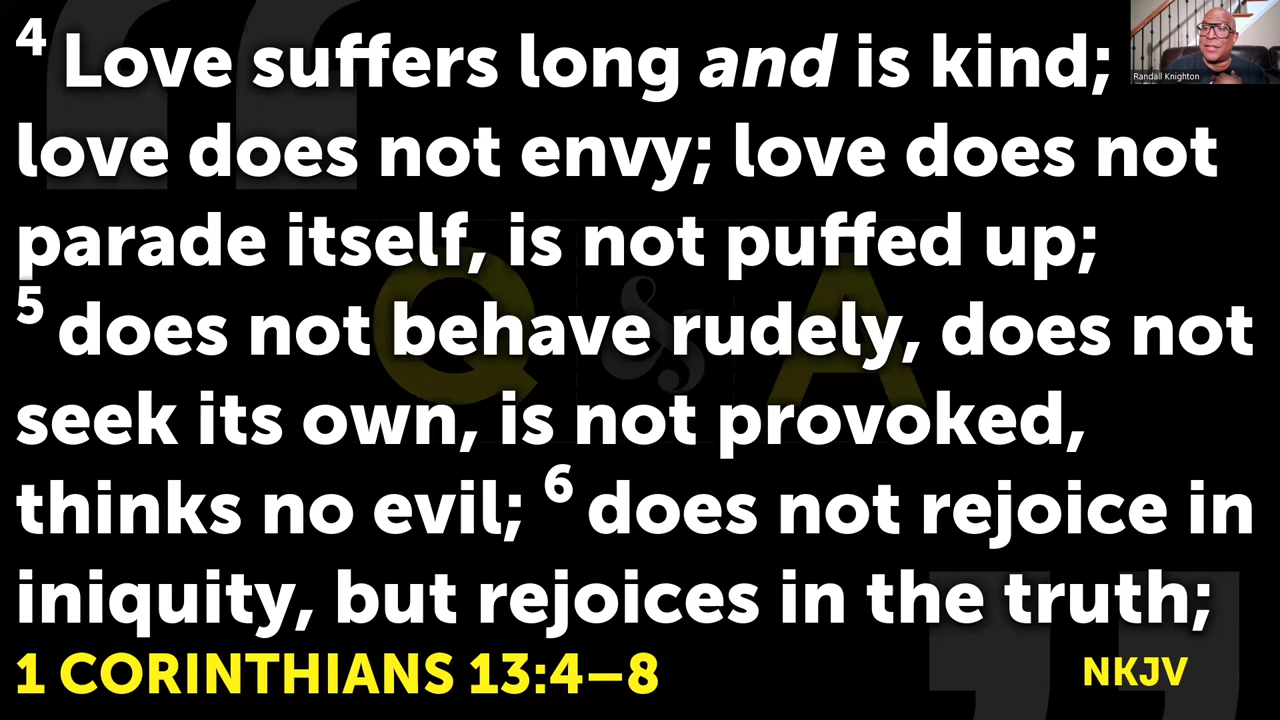 4 Love suffers long and is kind;
love does not envy; love does not
parade itself, is not puffed up;
5 does not behave rudely, does not
seek its own, is not provoked,
thinks no evil; 6 does not rejoice in
iniquity, but rejoices in the truth;
1 CORINTHIANS 13:4–8
NKJV
Randall Knighton
Q & A